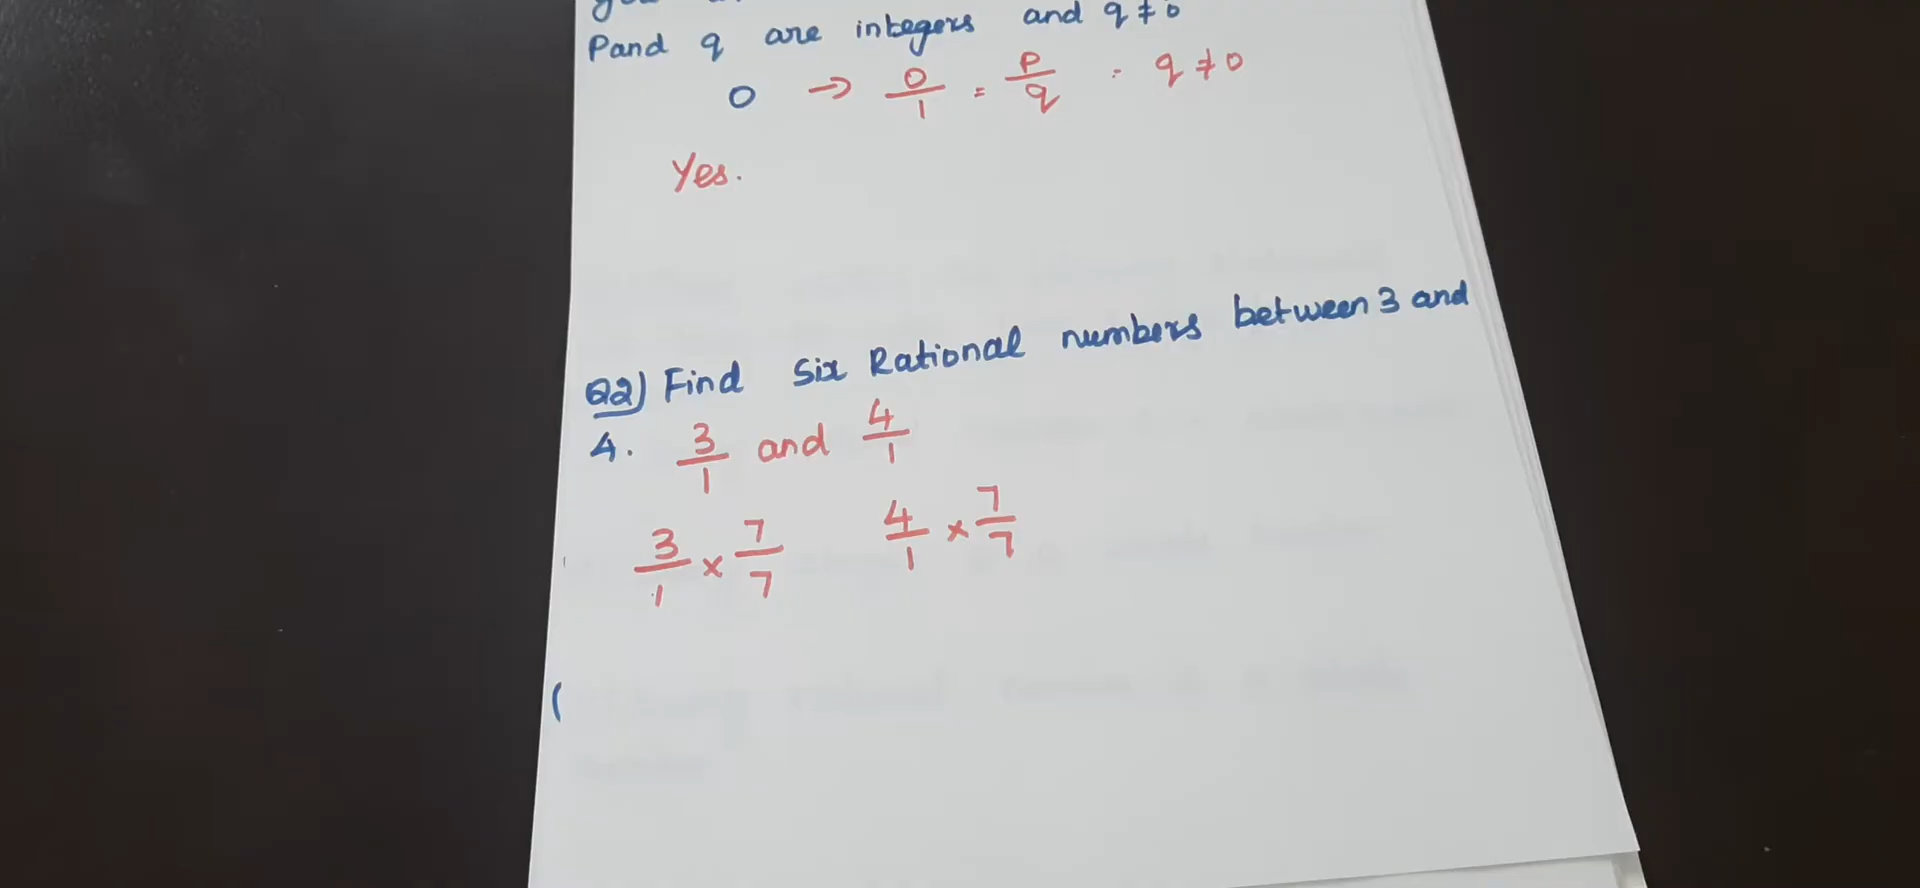 you
P and q are integers and q ≠ 0
0 → 0/1 = p/q . q ≠ 0
Yes.
Q2) Find Six Rational numbers between 3 and
4. 3/1 and 4/1
3/1 × 7/7 4/1 × 7/7
(